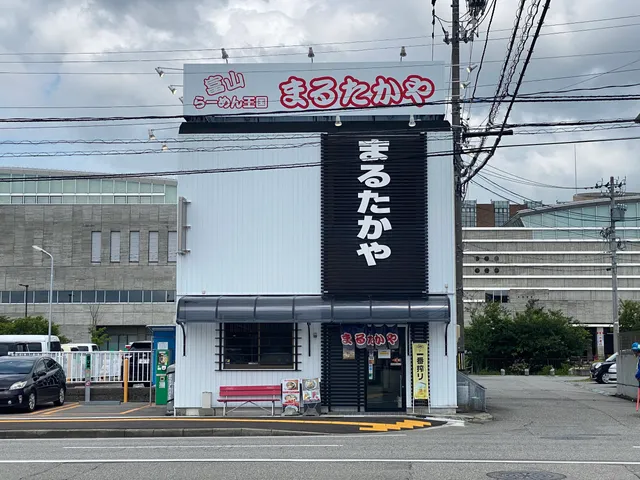 富山
らーめん王国
まるたかや
まるたかや
まるたかや
一番搾り